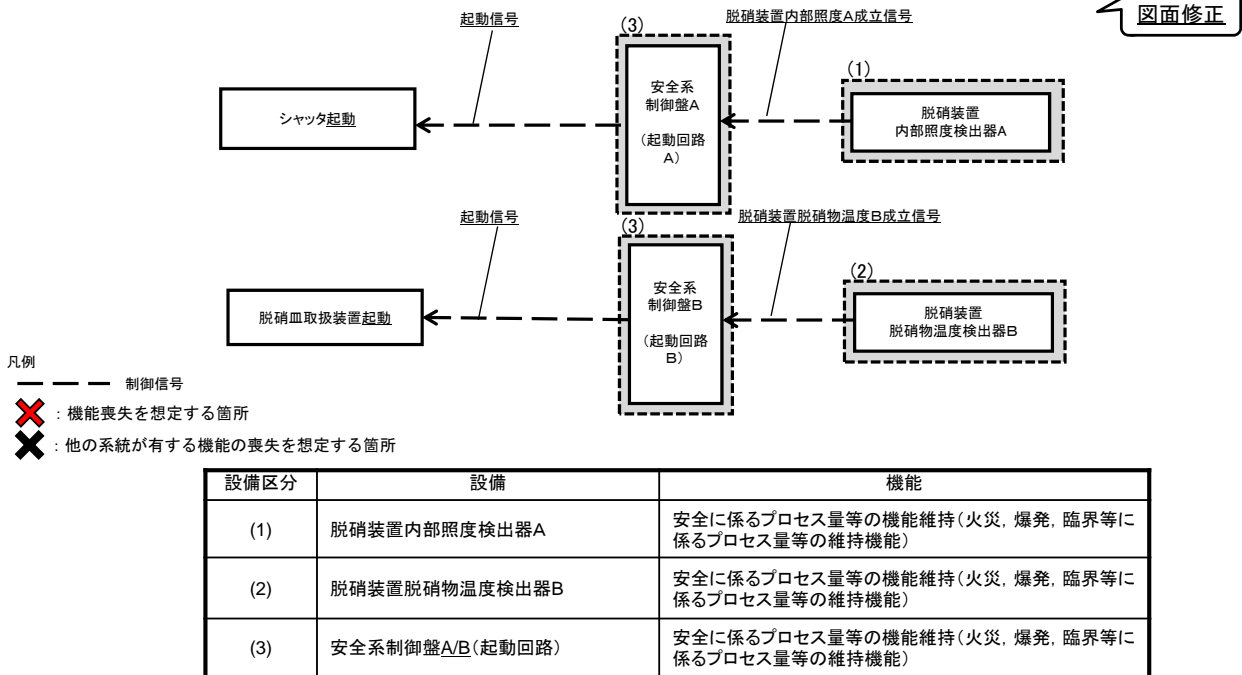 図面修正
起動信号
脱硝装置内部照度A成立信号
(3)
(1)
シャッタ起動
安全系
制御盤A
(起動回路
A)
脱硝装置
内部照度検出器A
起動信号
脱硝装置脱硝物温度B成立信号
(3)
(2)
脱硝皿取扱装置起動
安全系
制御盤B
(起動回路
B)
脱硝装置
脱硝物温度検出器B
凡例
制御信号
：機能喪失を想定する箇所
：他の系統が有する機能の喪失を想定する箇所
設備区分 設備 機能
(1) 脱硝装置内部照度検出器A 安全に係るプロセス量等の機能維持(火災, 爆発, 臨界等に
係るプロセス量等の維持機能)
(2) 脱硝装置脱硝物温度検出器B 安全に係るプロセス量等の機能維持(火災, 爆発, 臨界等に
係るプロセス量等の維持機能)
(3) 安全系制御盤A/B(起動回路) 安全に係るプロセス量等の機能維持(火災, 爆発, 臨界等に
係るプロセス量等の維持機能)